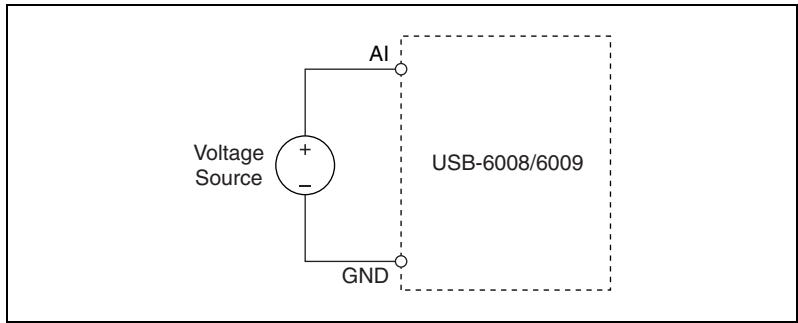 AI
Voltage
Source
+
–
USB-6008/6009
GND